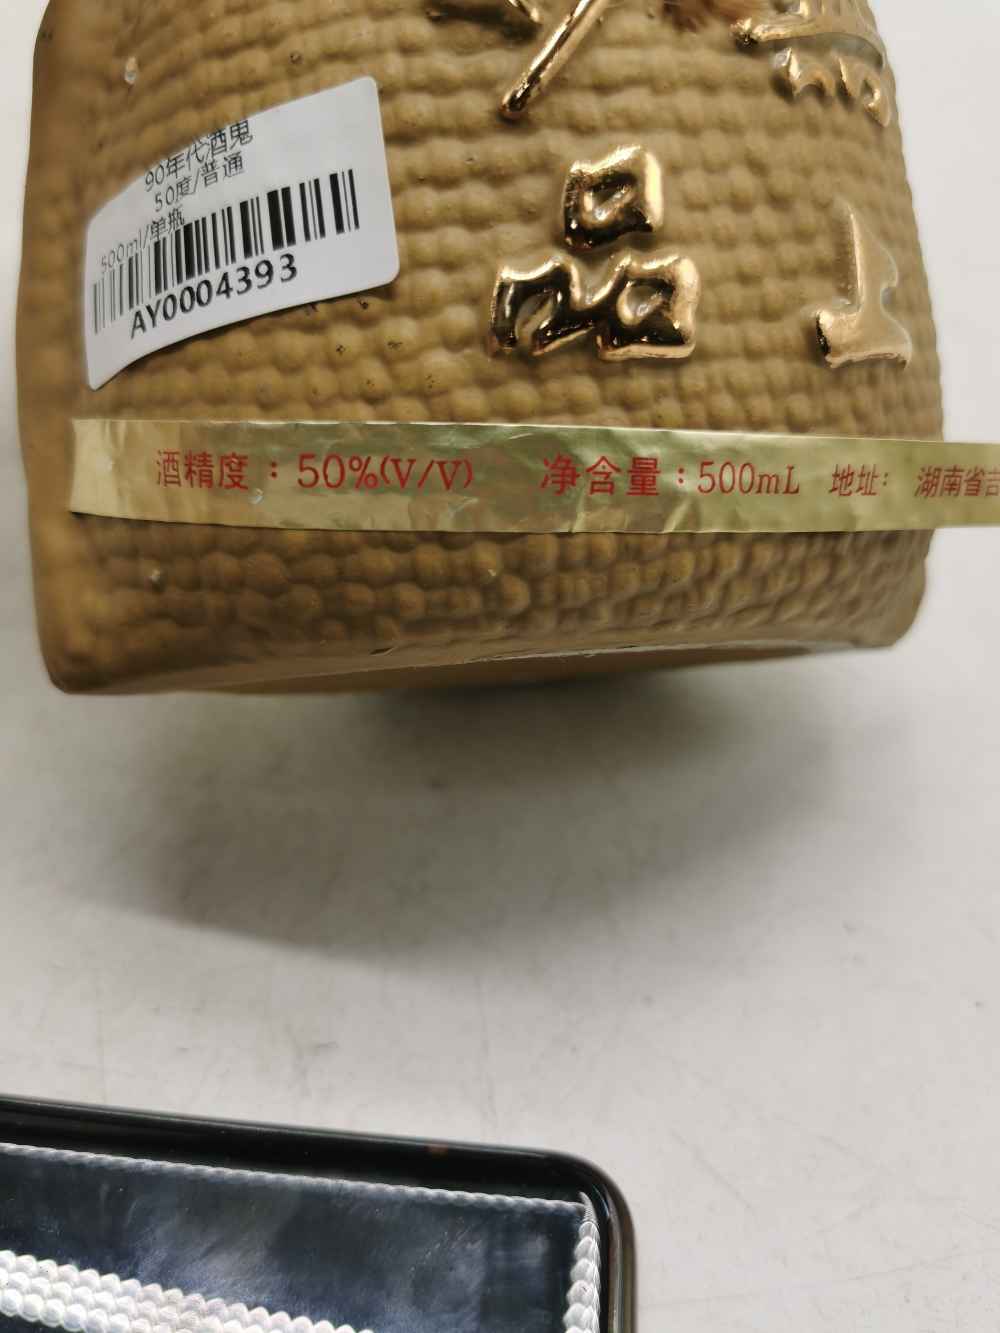 品
90年代酒鬼
50度/普通
500ml/单瓶
AY0004393
酒精度：50%(V/V) 净含量：500mL 地址： 湖南省吉